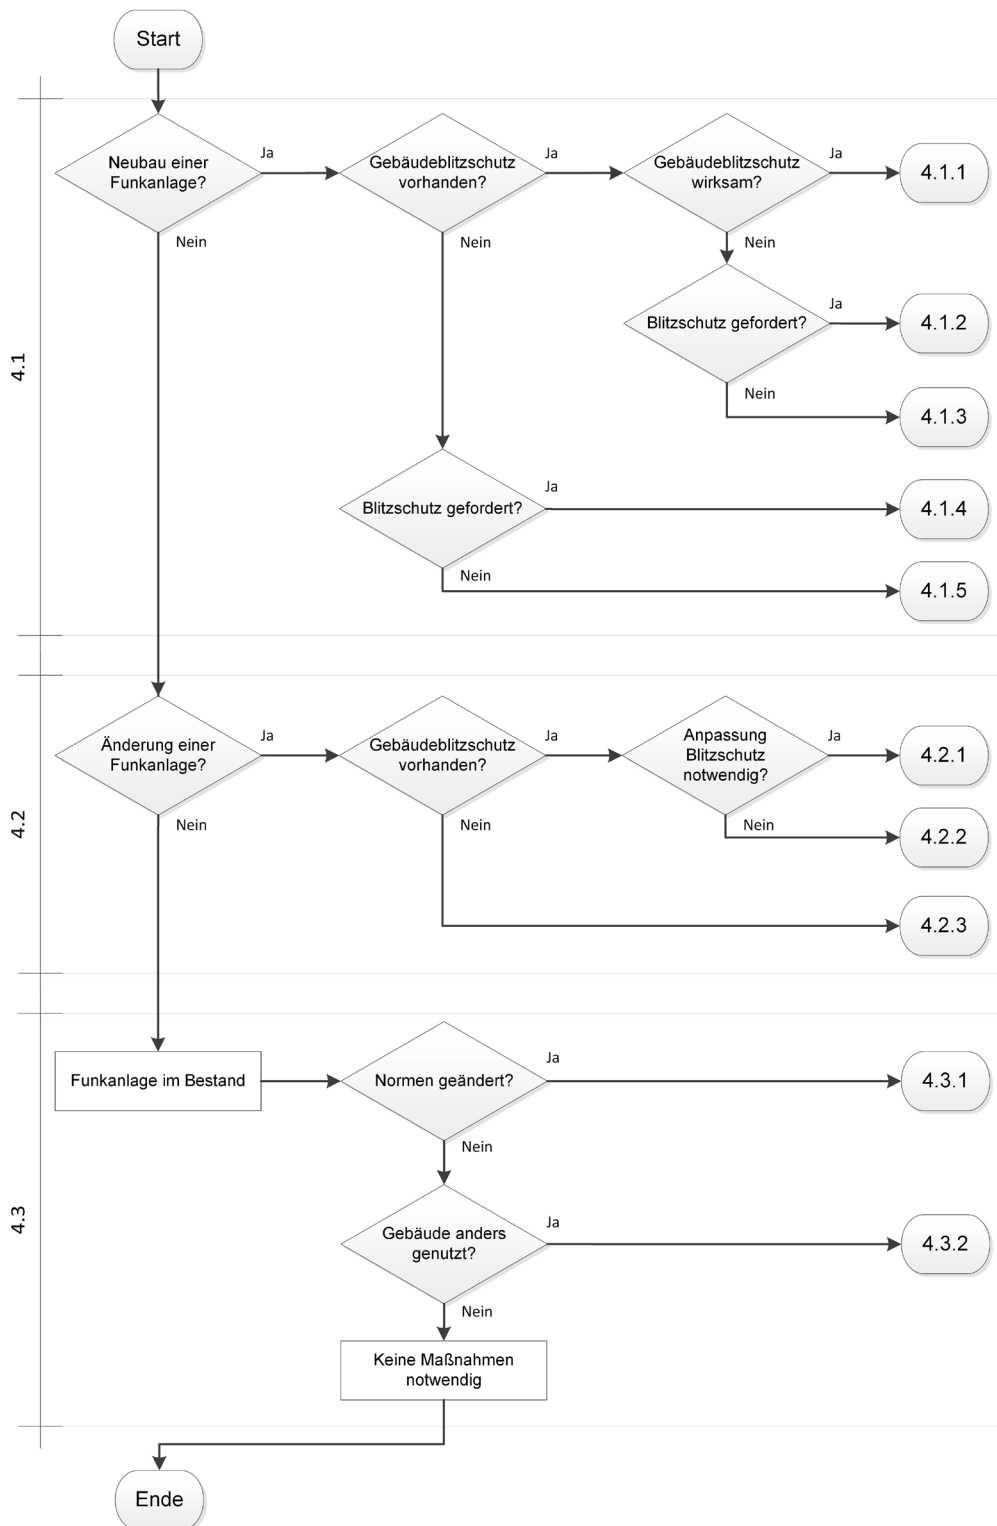 Start
Neubau einer
Funkanlage?
Ja
Gebäudeblitzschutz
vorhanden?
Ja
Gebäudeblitzschutz
wirksam?
Ja
4.1.1
Nein
Nein
Nein
Blitzschutz gefordert?
Ja
4.1.2
4.1
Nein
4.1.3
Blitzschutz gefordert?
Ja
4.1.4
Nein
4.1.5
Änderung einer
Funkanlage?
Ja
Gebäudeblitzschutz
vorhanden?
Ja
Anpassung
Blitzschutz
notwendig?
Ja
4.2.1
4.2
Nein
Nein
Nein
4.2.2
4.2.3
Funkanlage im Bestand
Normen geändert?
Ja
4.3.1
Nein
4.3
Gebäude anders
genutzt?
Ja
4.3.2
Nein
Keine Maßnahmen
notwendig
Ende